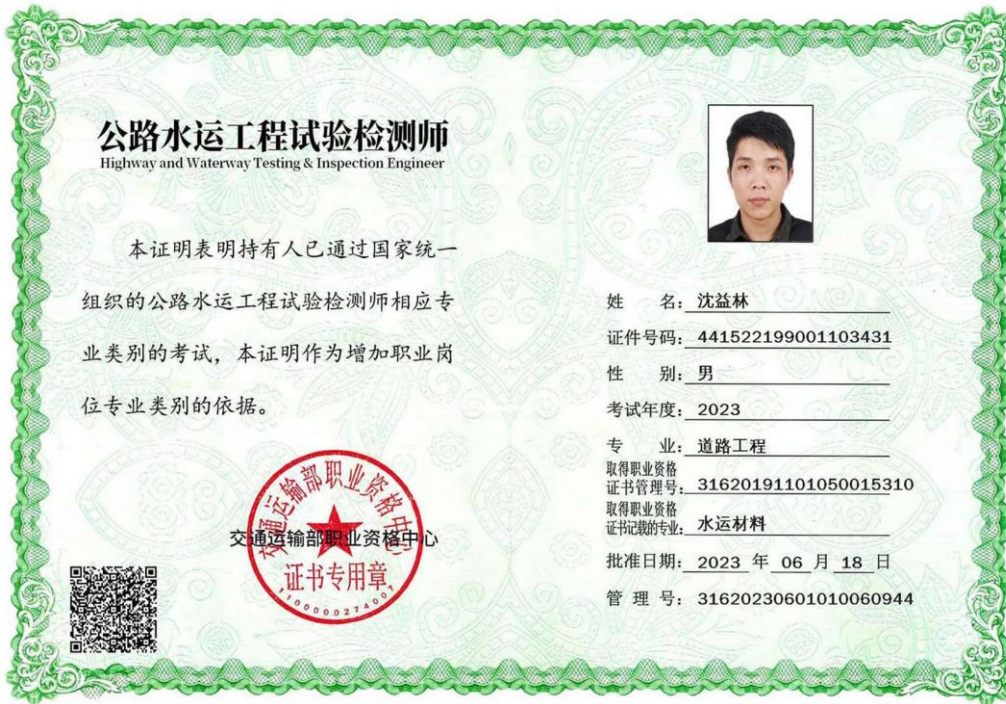 公路水运工程试验检测师
Highway and Waterway Testing & Inspection Engineer
本证明表明持有人已通过国家统一
组织的公路水运工程试验检测师相应专
业类别的考试，本证明作为增加职业岗
位专业类别的依据。
交通运输部职业资格中心
交通运输部职业资格中心
证书专用章
1100000274007
姓 名：沈益林
证件号码：441522199001103431
性 别：男
考试年度：2023
专 业：道路工程
取得职业资格
证书管理号：31620191101050015310
取得职业资格
证书记载的专业：水运材料
批准日期：2023 年 06 月 18 日
管 理 号：31620230601010060944